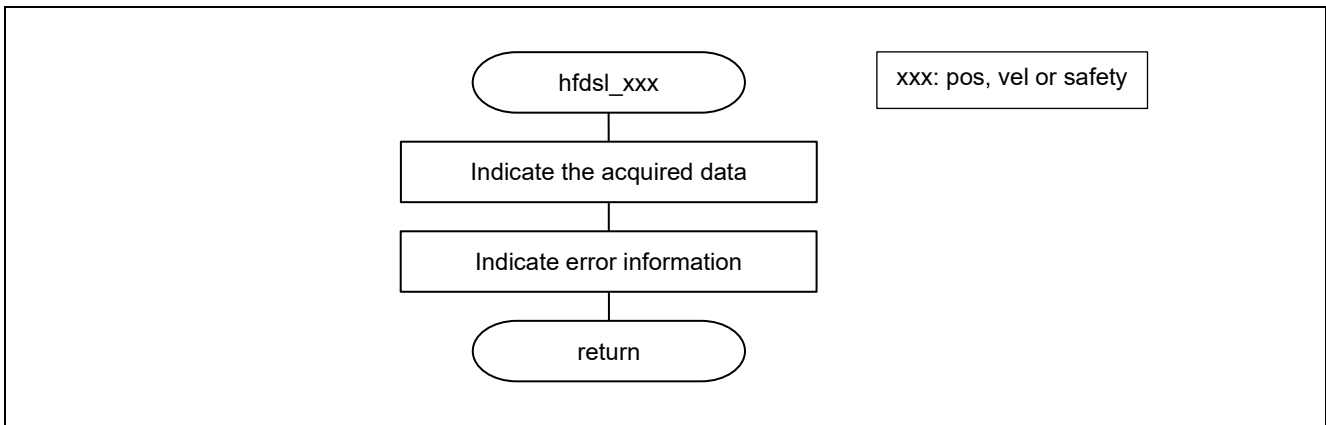 hfdsl_xxx
xxx: pos, vel or safety
Indicate the acquired data
Indicate error information
return